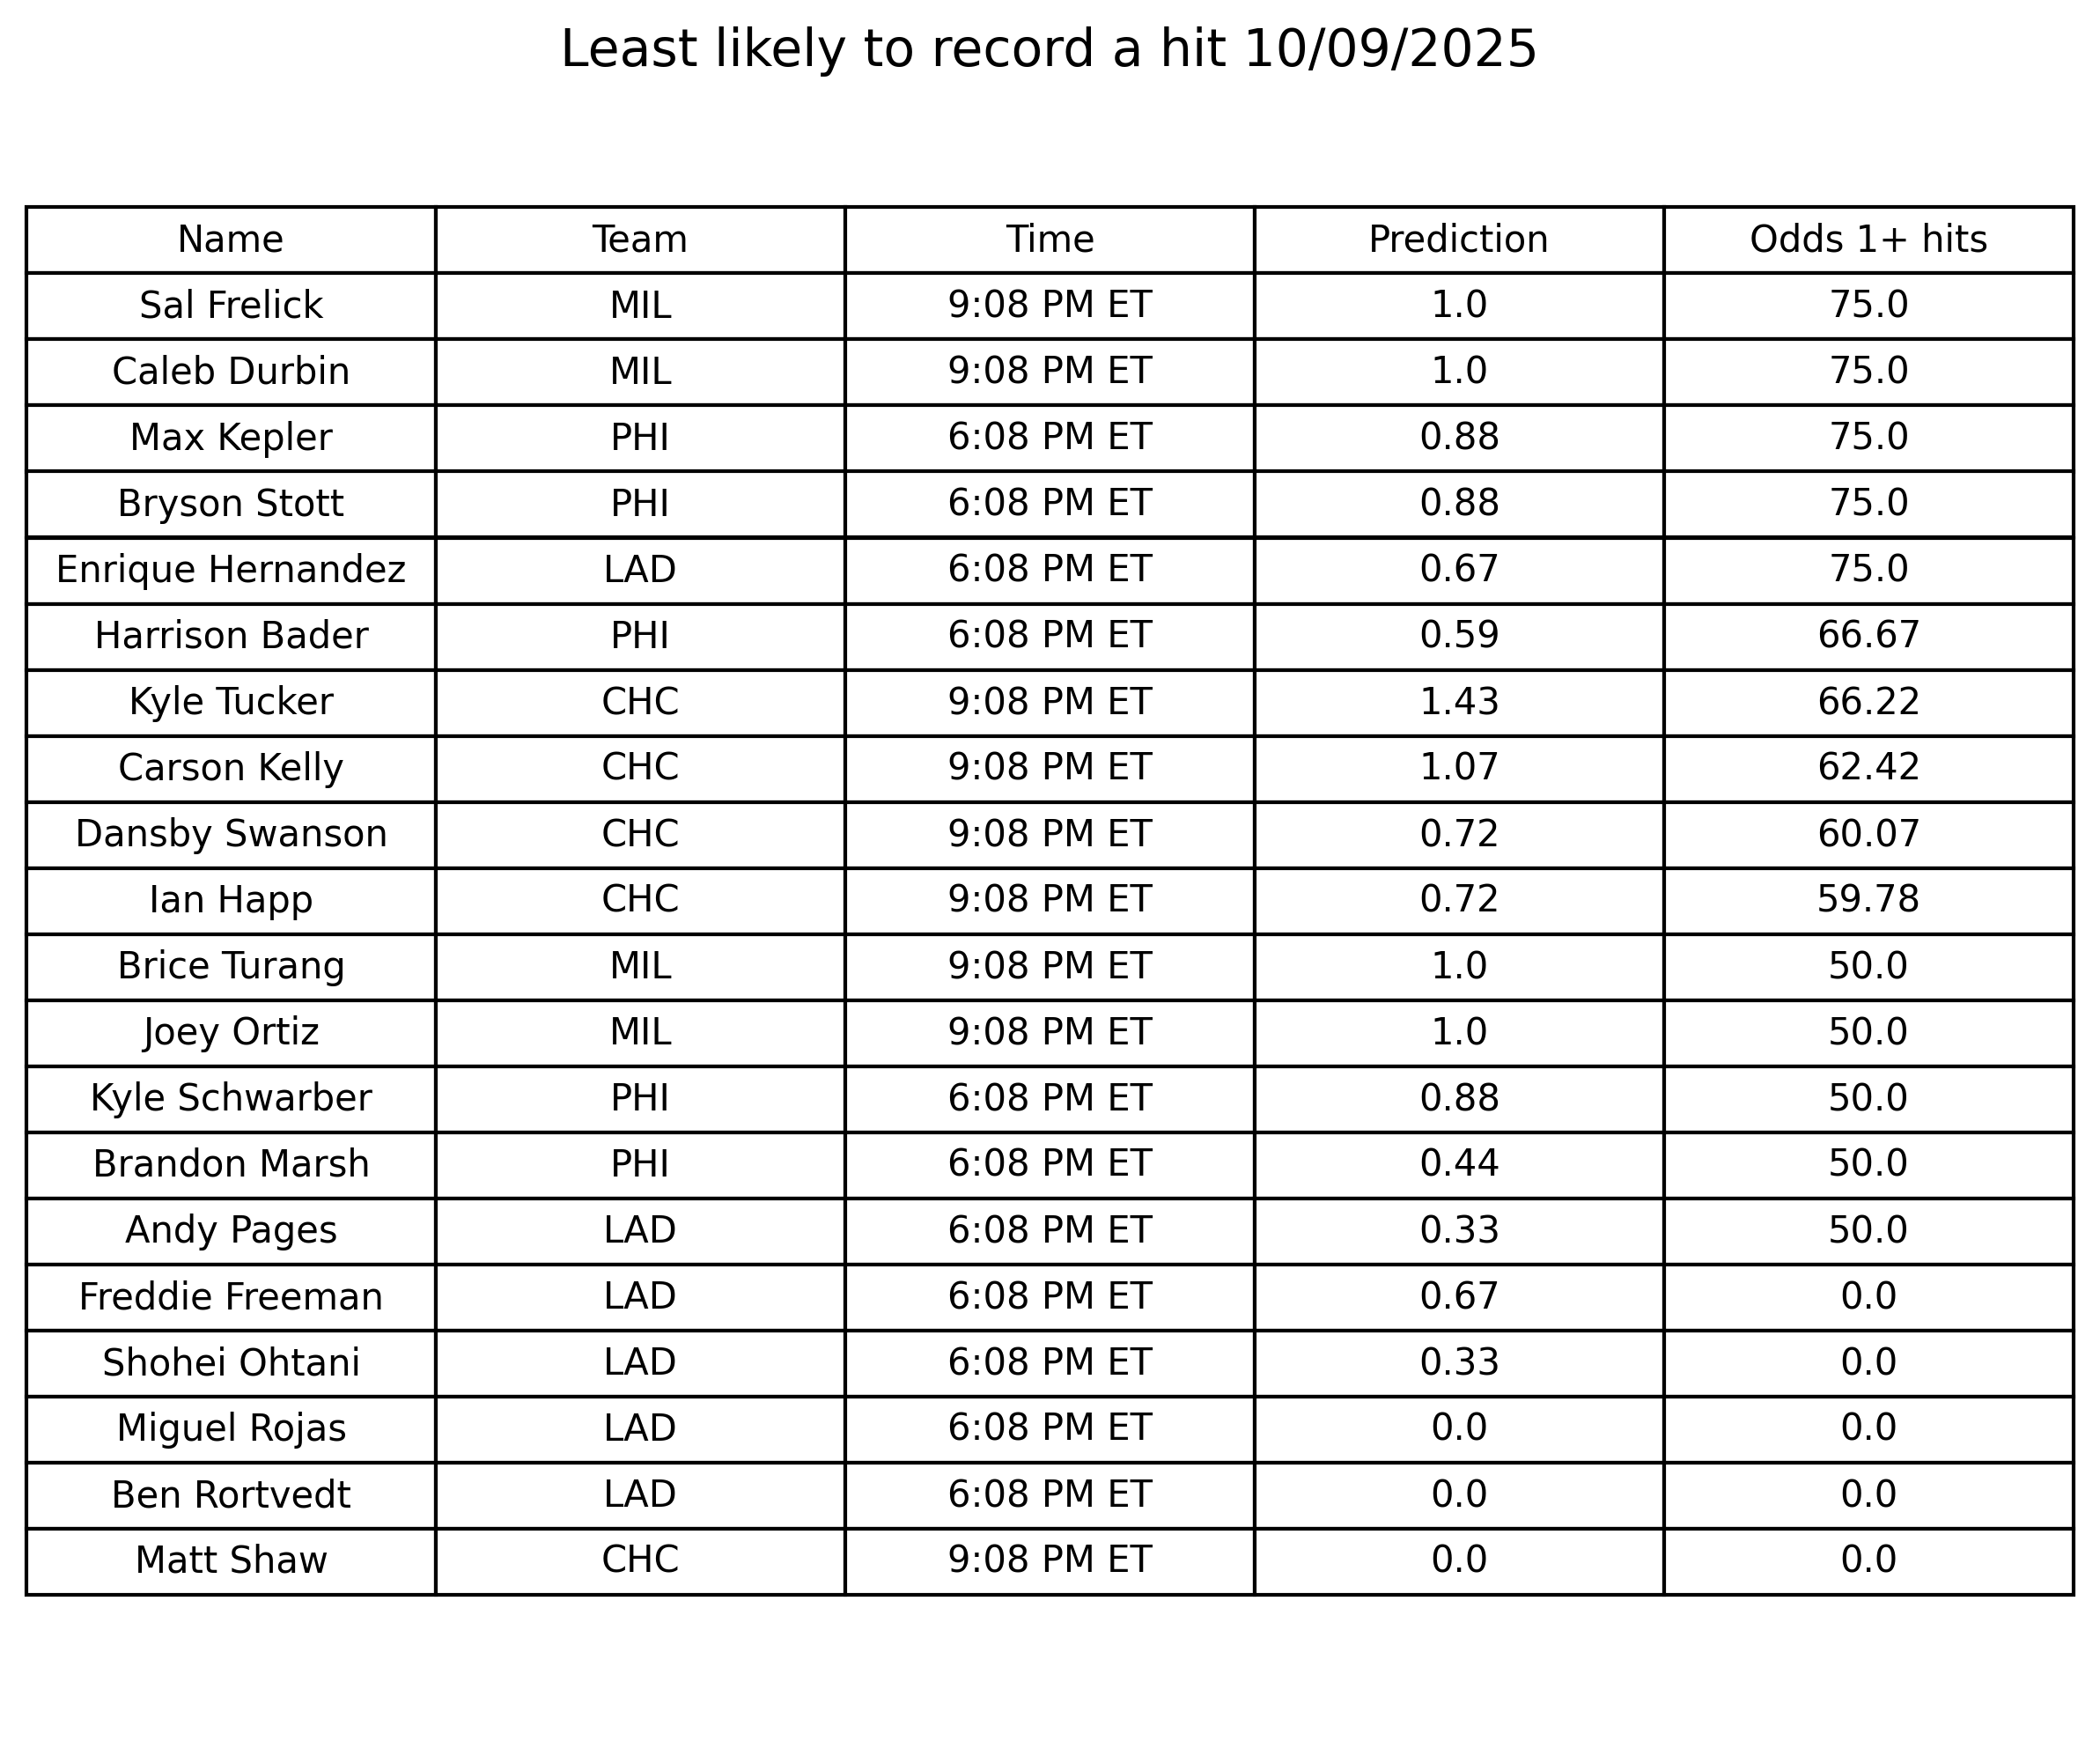 Least likely to record a hit 10/09/2025
Name Team Time Prediction Odds 1+ hits
Sal Frelick MIL 9:08 PM ET 1.0 75.0
Caleb Durbin MIL 9:08 PM ET 1.0 75.0
Max Kepler PHI 6:08 PM ET 0.88 75.0
Bryson Stott PHI 6:08 PM ET 0.88 75.0
Enrique Hernandez LAD 6:08 PM ET 0.67 75.0
Harrison Bader PHI 6:08 PM ET 0.59 66.67
Kyle Tucker CHC 9:08 PM ET 1.43 66.22
Carson Kelly CHC 9:08 PM ET 1.07 62.42
Dansby Swanson CHC 9:08 PM ET 0.72 60.07
Ian Happ CHC 9:08 PM ET 0.72 59.78
Brice Turang MIL 9:08 PM ET 1.0 50.0
Joey Ortiz MIL 9:08 PM ET 1.0 50.0
Kyle Schwarber PHI 6:08 PM ET 0.88 50.0
Brandon Marsh PHI 6:08 PM ET 0.44 50.0
Andy Pages LAD 6:08 PM ET 0.33 50.0
Freddie Freeman LAD 6:08 PM ET 0.67 0.0
Shohei Ohtani LAD 6:08 PM ET 0.33 0.0
Miguel Rojas LAD 6:08 PM ET 0.0 0.0
Ben Rortvedt LAD 6:08 PM ET 0.0 0.0
Matt Shaw CHC 9:08 PM ET 0.0 0.0